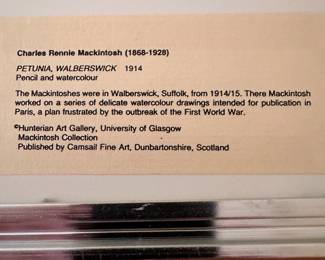 Charles Rennie Mackintosh (1868-1928)
PETUNIA, WALBERSWICK 1914
Pencil and watercolour
The Mackintoshes were in Walberswick, Suffolk, from 1914/15. There Mackintosh
worked on a series of delicate watercolour drawings intended for publication in
Paris, a plan frustrated by the outbreak of the First World War.
©Hunterian Art Gallery, University of Glasgow
Mackintosh Collection
Published by Camsail Fine Art, Dunbartonshire, Scotland